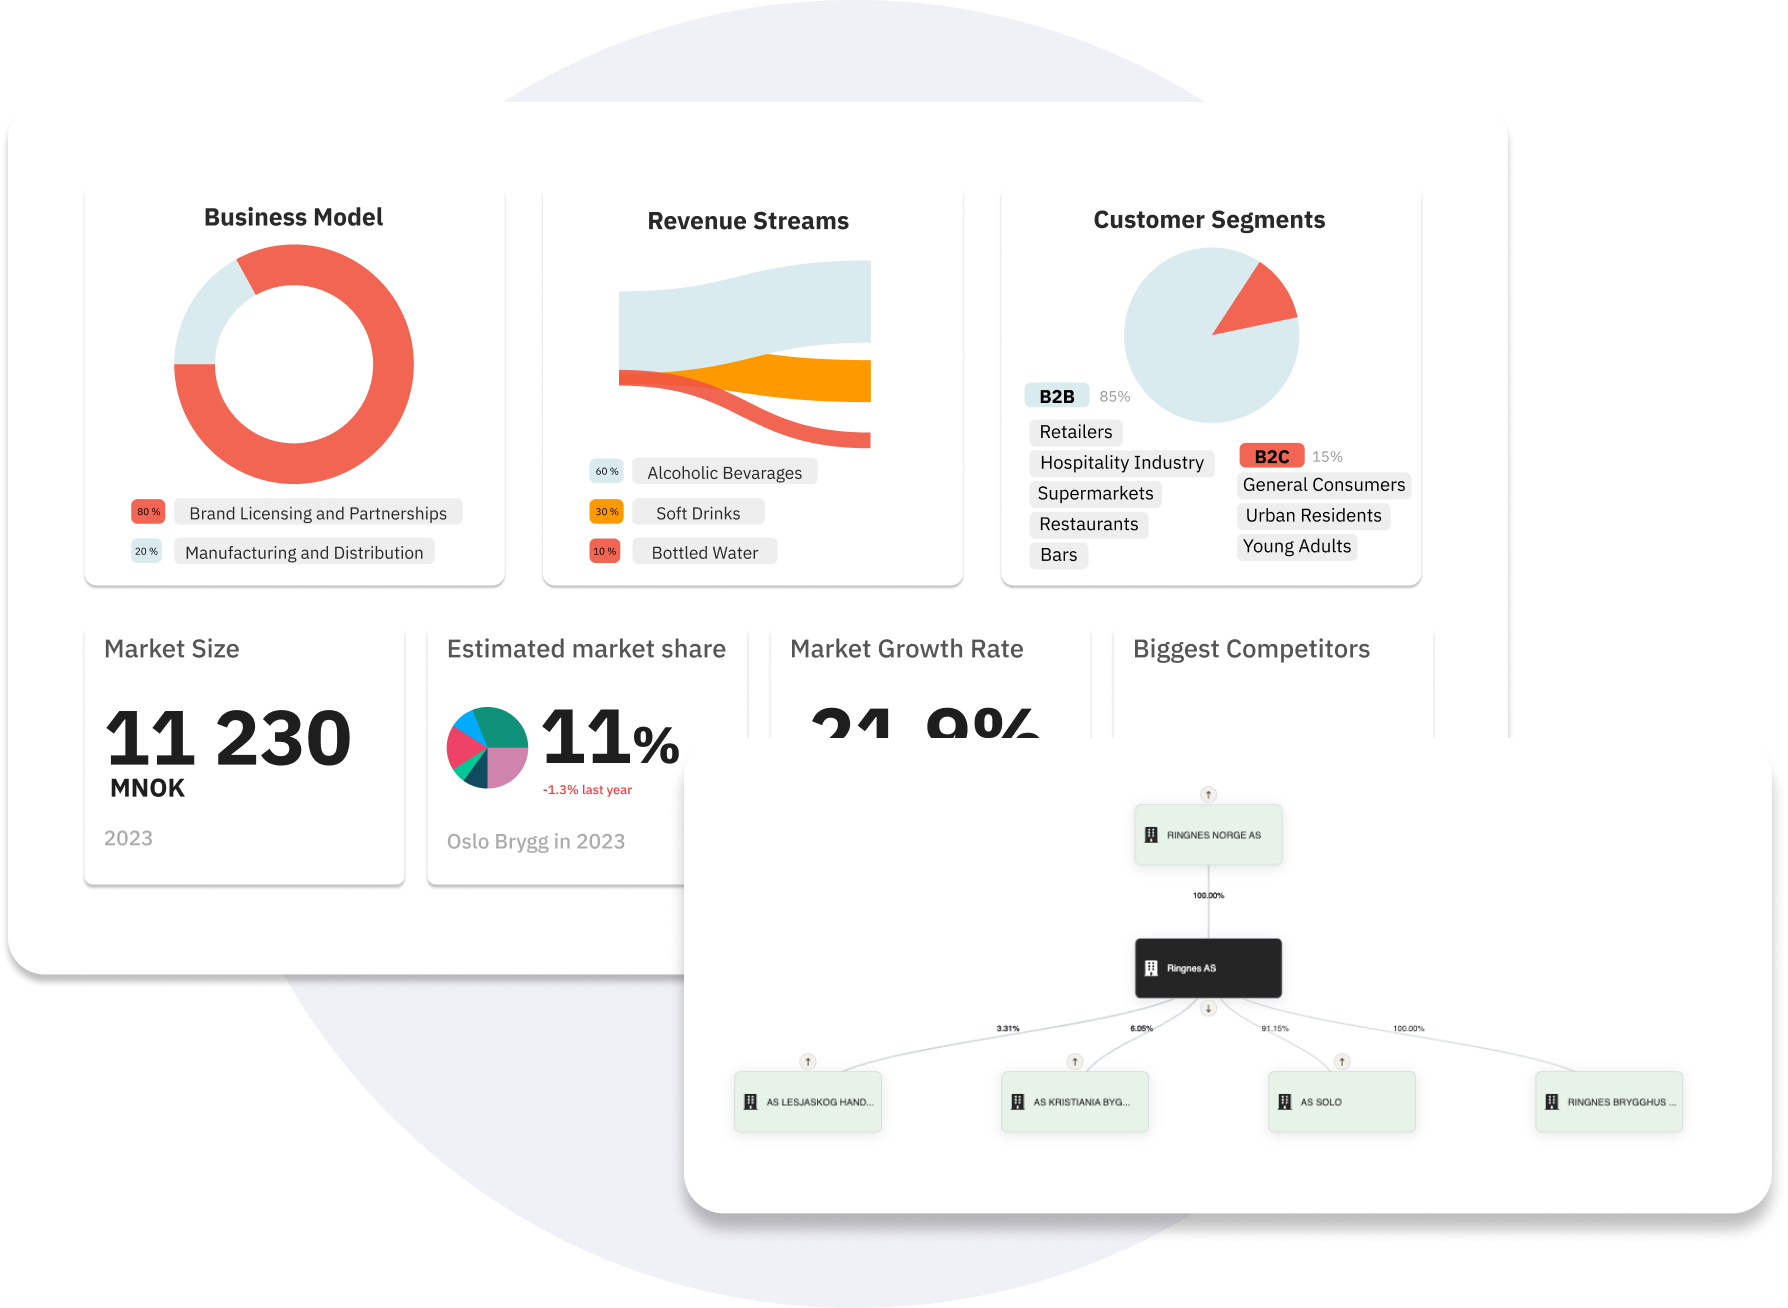 Business Model
80 %
Brand Licensing and Partnerships
20 %
Manufacturing and Distribution
Revenue Streams
60 %
Alcoholic Bevarages
30 %
Soft Drinks
10 %
Bottled Water
Customer Segments
B2B 85%
Retailers
Hospitality Industry
Supermarkets
Restaurants
Bars
B2C 15%
General Consumers
Urban Residents
Young Adults
Market Size
11 230
MNOK
2023
Estimated market share
11%
-1.3% last year
Oslo Brygg in 2023
Market Growth Rate
21.9%
Biggest Competitors
RINGNES NORGE AS
100.00%
Ringnes AS
3.31%
6.05%
91.15%
100.00%
AS LESJASKOG HAND...
AS KRISTIANIA BYG...
AS SOLO
RINGNES BRYGGHUS ...